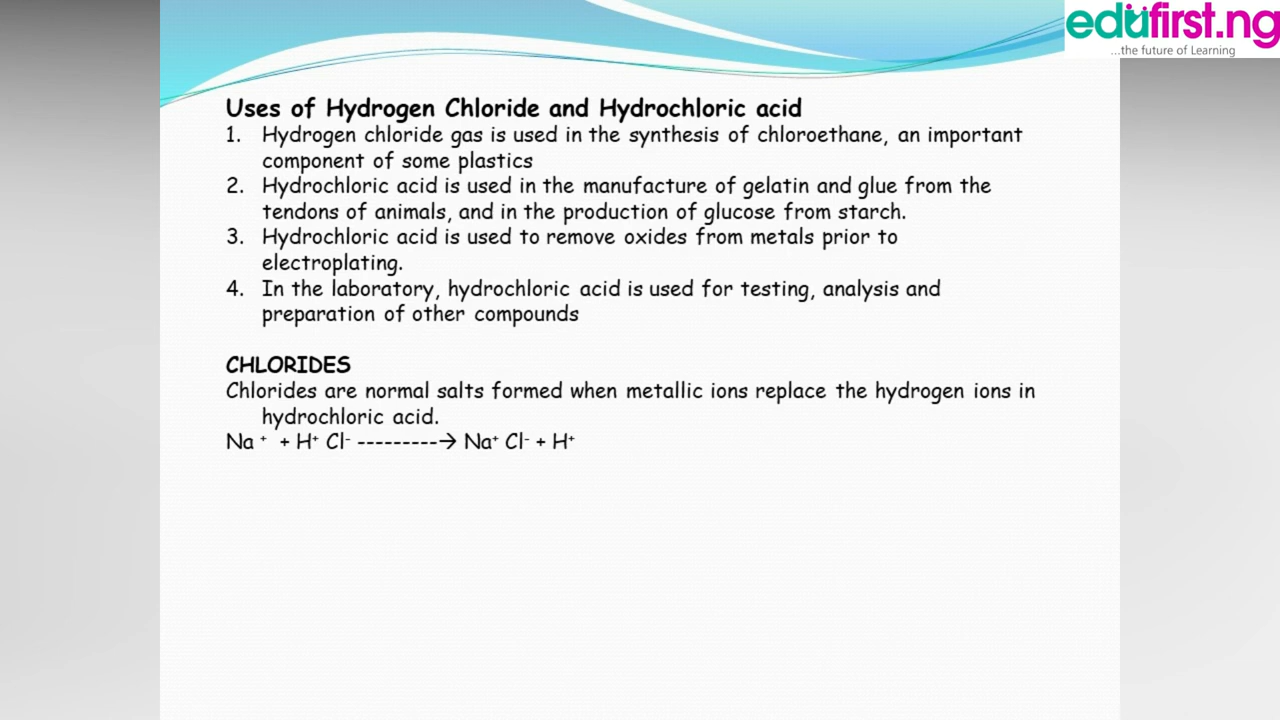 edufirst.ng
...the future of Learning
Uses of Hydrogen Chloride and Hydrochloric acid
1. Hydrogen chloride gas is used in the synthesis of chloroethane, an important
component of some plastics
2. Hydrochloric acid is used in the manufacture of gelatin and glue from the
tendons of animals, and in the production of glucose from starch.
3. Hydrochloric acid is used to remove oxides from metals prior to
electroplating.
4. In the laboratory, hydrochloric acid is used for testing, analysis and
preparation of other compounds
CHLORIDES
Chlorides are normal salts formed when metallic ions replace the hydrogen ions in
hydrochloric acid.
Na ⁺ + H⁺ Cl⁻ ---------→ Na⁺ Cl⁻ + H⁺